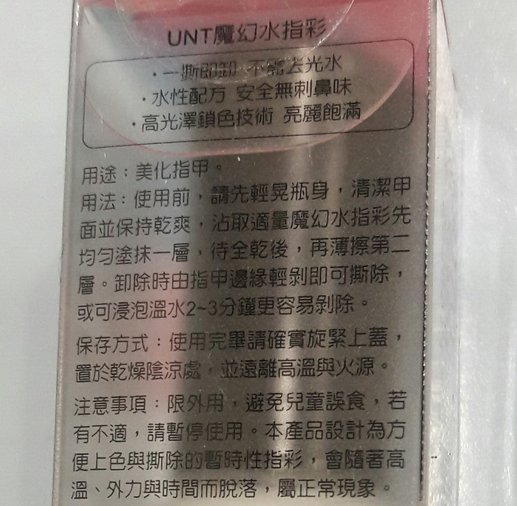 UNT魔幻水指彩
·一撕即卸 不需去光水
·水性配方 安全無刺鼻味
·高光澤鎖色技術 亮麗飽滿
用途：美化指甲。
用法：使用前，請先輕晃瓶身，清潔甲
面並保持乾爽，沾取適量魔幻水指彩先
均勻塗抹一層，待全乾後，再薄擦第二
層。卸除時由指甲邊緣輕剝即可撕除，
或可浸泡溫水2~3分鐘更容易剝除。
保存方式：使用完畢請確實旋緊上蓋，
置於乾燥陰涼處，並遠離高溫與火源。
注意事項：限外用，避免兒童誤食，若
有不適，請暫停使用。本產品設計為方
便上色與撕除的暫時性指彩，會隨著高
溫、外力與時間而脫落，屬正常現象。